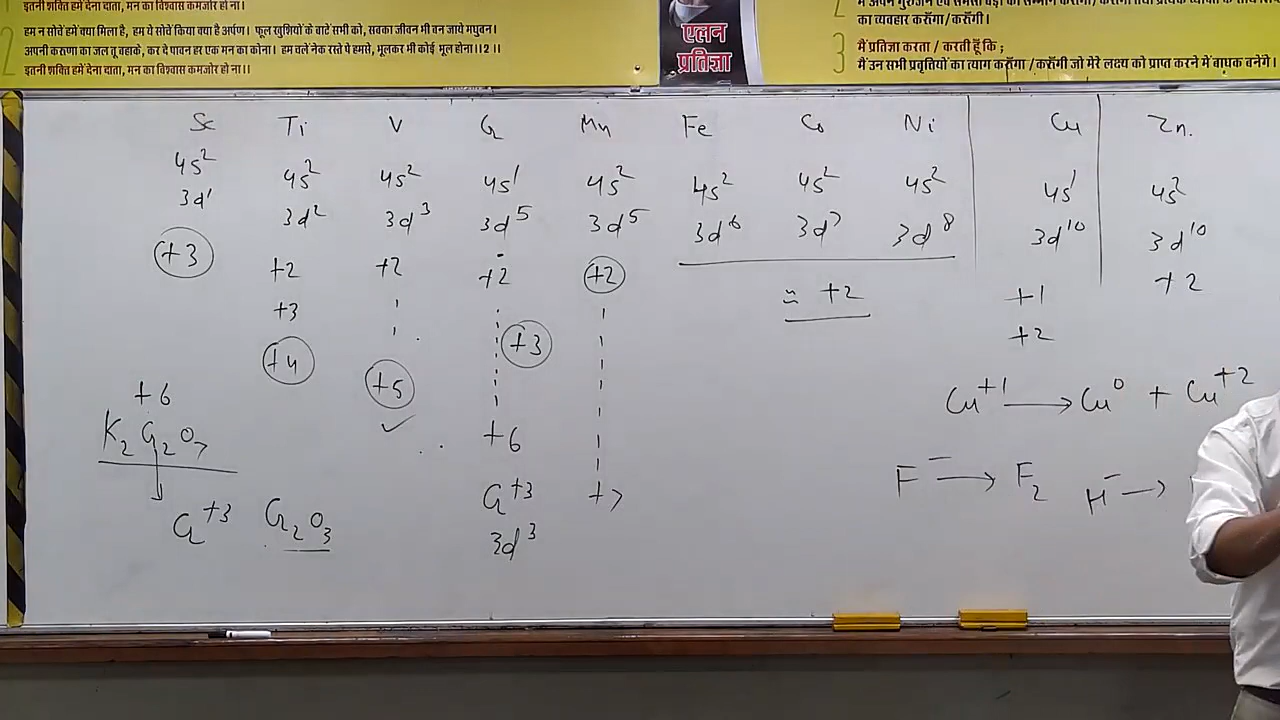 इतनी शक्ति हमें देना दाता, मन का विश्वास कमजोर हो ना।
हम न सोचें हमें क्या मिला है, हम ये सोचें किया क्या है अर्पण। फूल खुशियों के बाटें सभी को, सबका जीवन भी बन जाये मधुबन।
2 अपनी करूणा का जल तू बहाके, कर दे पावन हर एक मन का कोना। हम चलें नेक रस्ते पे हमसे, भूलकर भी कोई भूल होना।।2।।
इतनी शक्ति हमें देना दाता, मन का विश्वास कमजोर हो ना।।
एलन
प्रतिज्ञा
2
का व्यवहार करूँगा/करूँगी।
3 मैं प्रतिज्ञा करता / करती हूँ कि ;
मैं उन सभी प्रवृत्तियों का त्याग करूँगा /करूँगी जो मेरे लक्ष्य को प्राप्त करने में बाधक बनेंगे।
Sc Ti V Cr Mn Fe Co Ni Cu Zn.
4s² 4s² 4s² 4s¹ 4s² 4s² 4s² 4s² 4s¹ 4s²
3d¹ 3d² 3d³ 3d⁵ 3d⁵ 3d⁶ 3d⁷ 3d⁸ 3d¹⁰ 3d¹⁰
+3 +2 +2 +2 +2 ≈ +2 +1 +2
+3 +2
+4 +5 +3
✓ +6 +7
Cr⁺³
3d³
+6
K₂Cr₂O₇
Cr⁺³ Cr₂O₃
Cu⁺¹ → Cu⁰ + Cu⁺²
F⁻ → F₂ H⁻ →